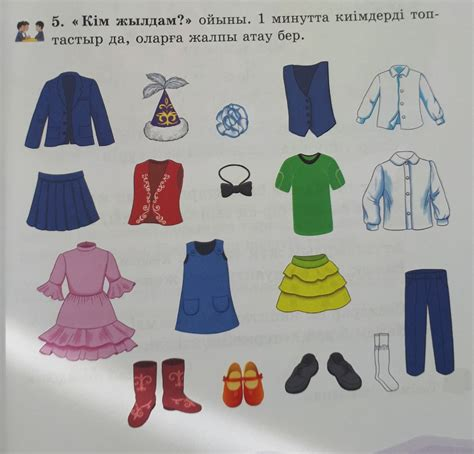 5. «Кім жылдам?» ойыны. 1 минутта киімдерді топ-
тастыр да, оларға жалпы атау бер.